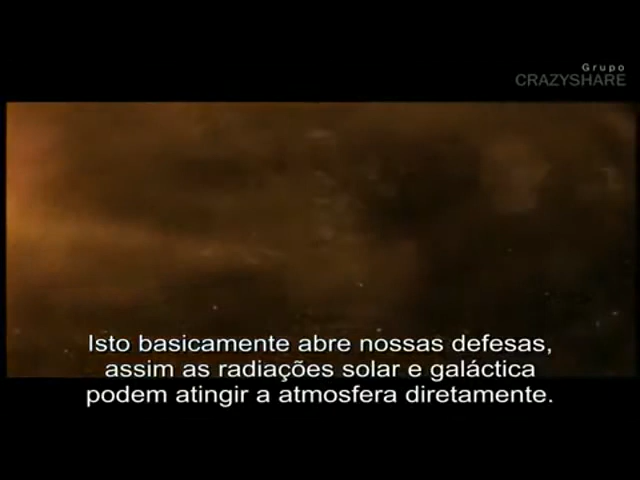 Grupo
CRAZYSHARE
Isto basicamente abre nossas defesas,
assim as radiações solar e galáctica
podem atingir a atmosfera diretamente.